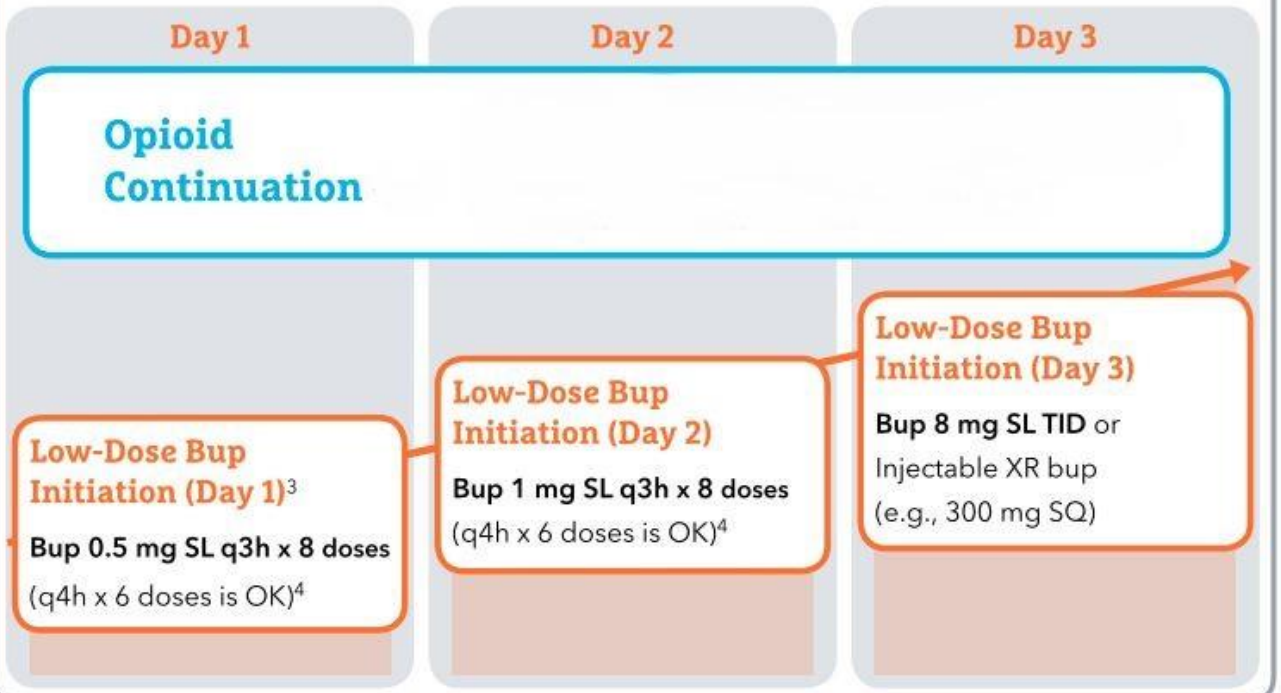 Day 1
Day 2
Day 3
Opioid
Continuation
Low-Dose Bup
Initiation (Day 1)³
Bup 0.5 mg SL q3h x 8 doses
(q4h x 6 doses is OK)⁴
Low-Dose Bup
Initiation (Day 2)
Bup 1 mg SL q3h x 8 doses
(q4h x 6 doses is OK)⁴
Low-Dose Bup
Initiation (Day 3)
Bup 8 mg SL TID or
Injectable XR bup
(e.g., 300 mg SQ)